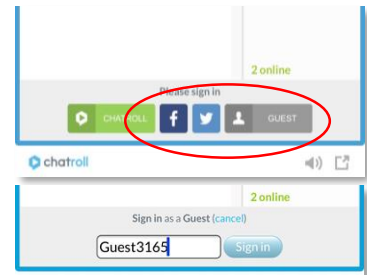 2 online
Please sign in
CHATROLL f GUEST
chatroll
2 online
Sign in as a Guest (cancel)
Guest3165 Sign in